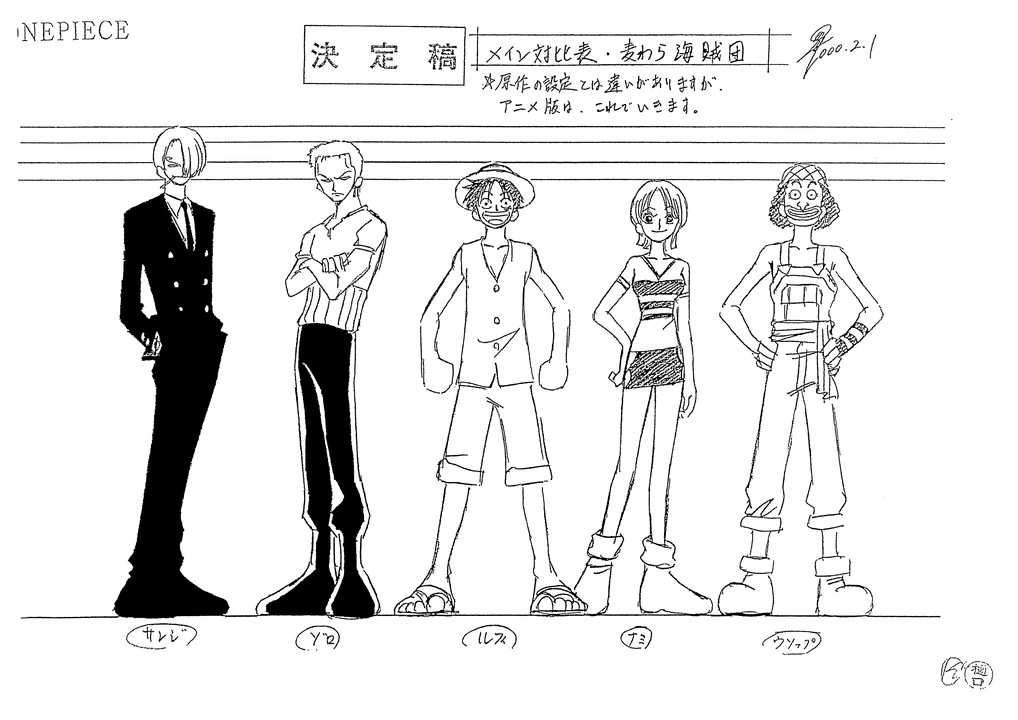 ONEPIECE
決定稿
メイン対比表・麦わら海賊団
2000.2.1
※原作の設定とは違いがありますが、
アニメ版は、これでいきます。
サンジ
ゾロ
ルフィ
ナミ
ウソップ